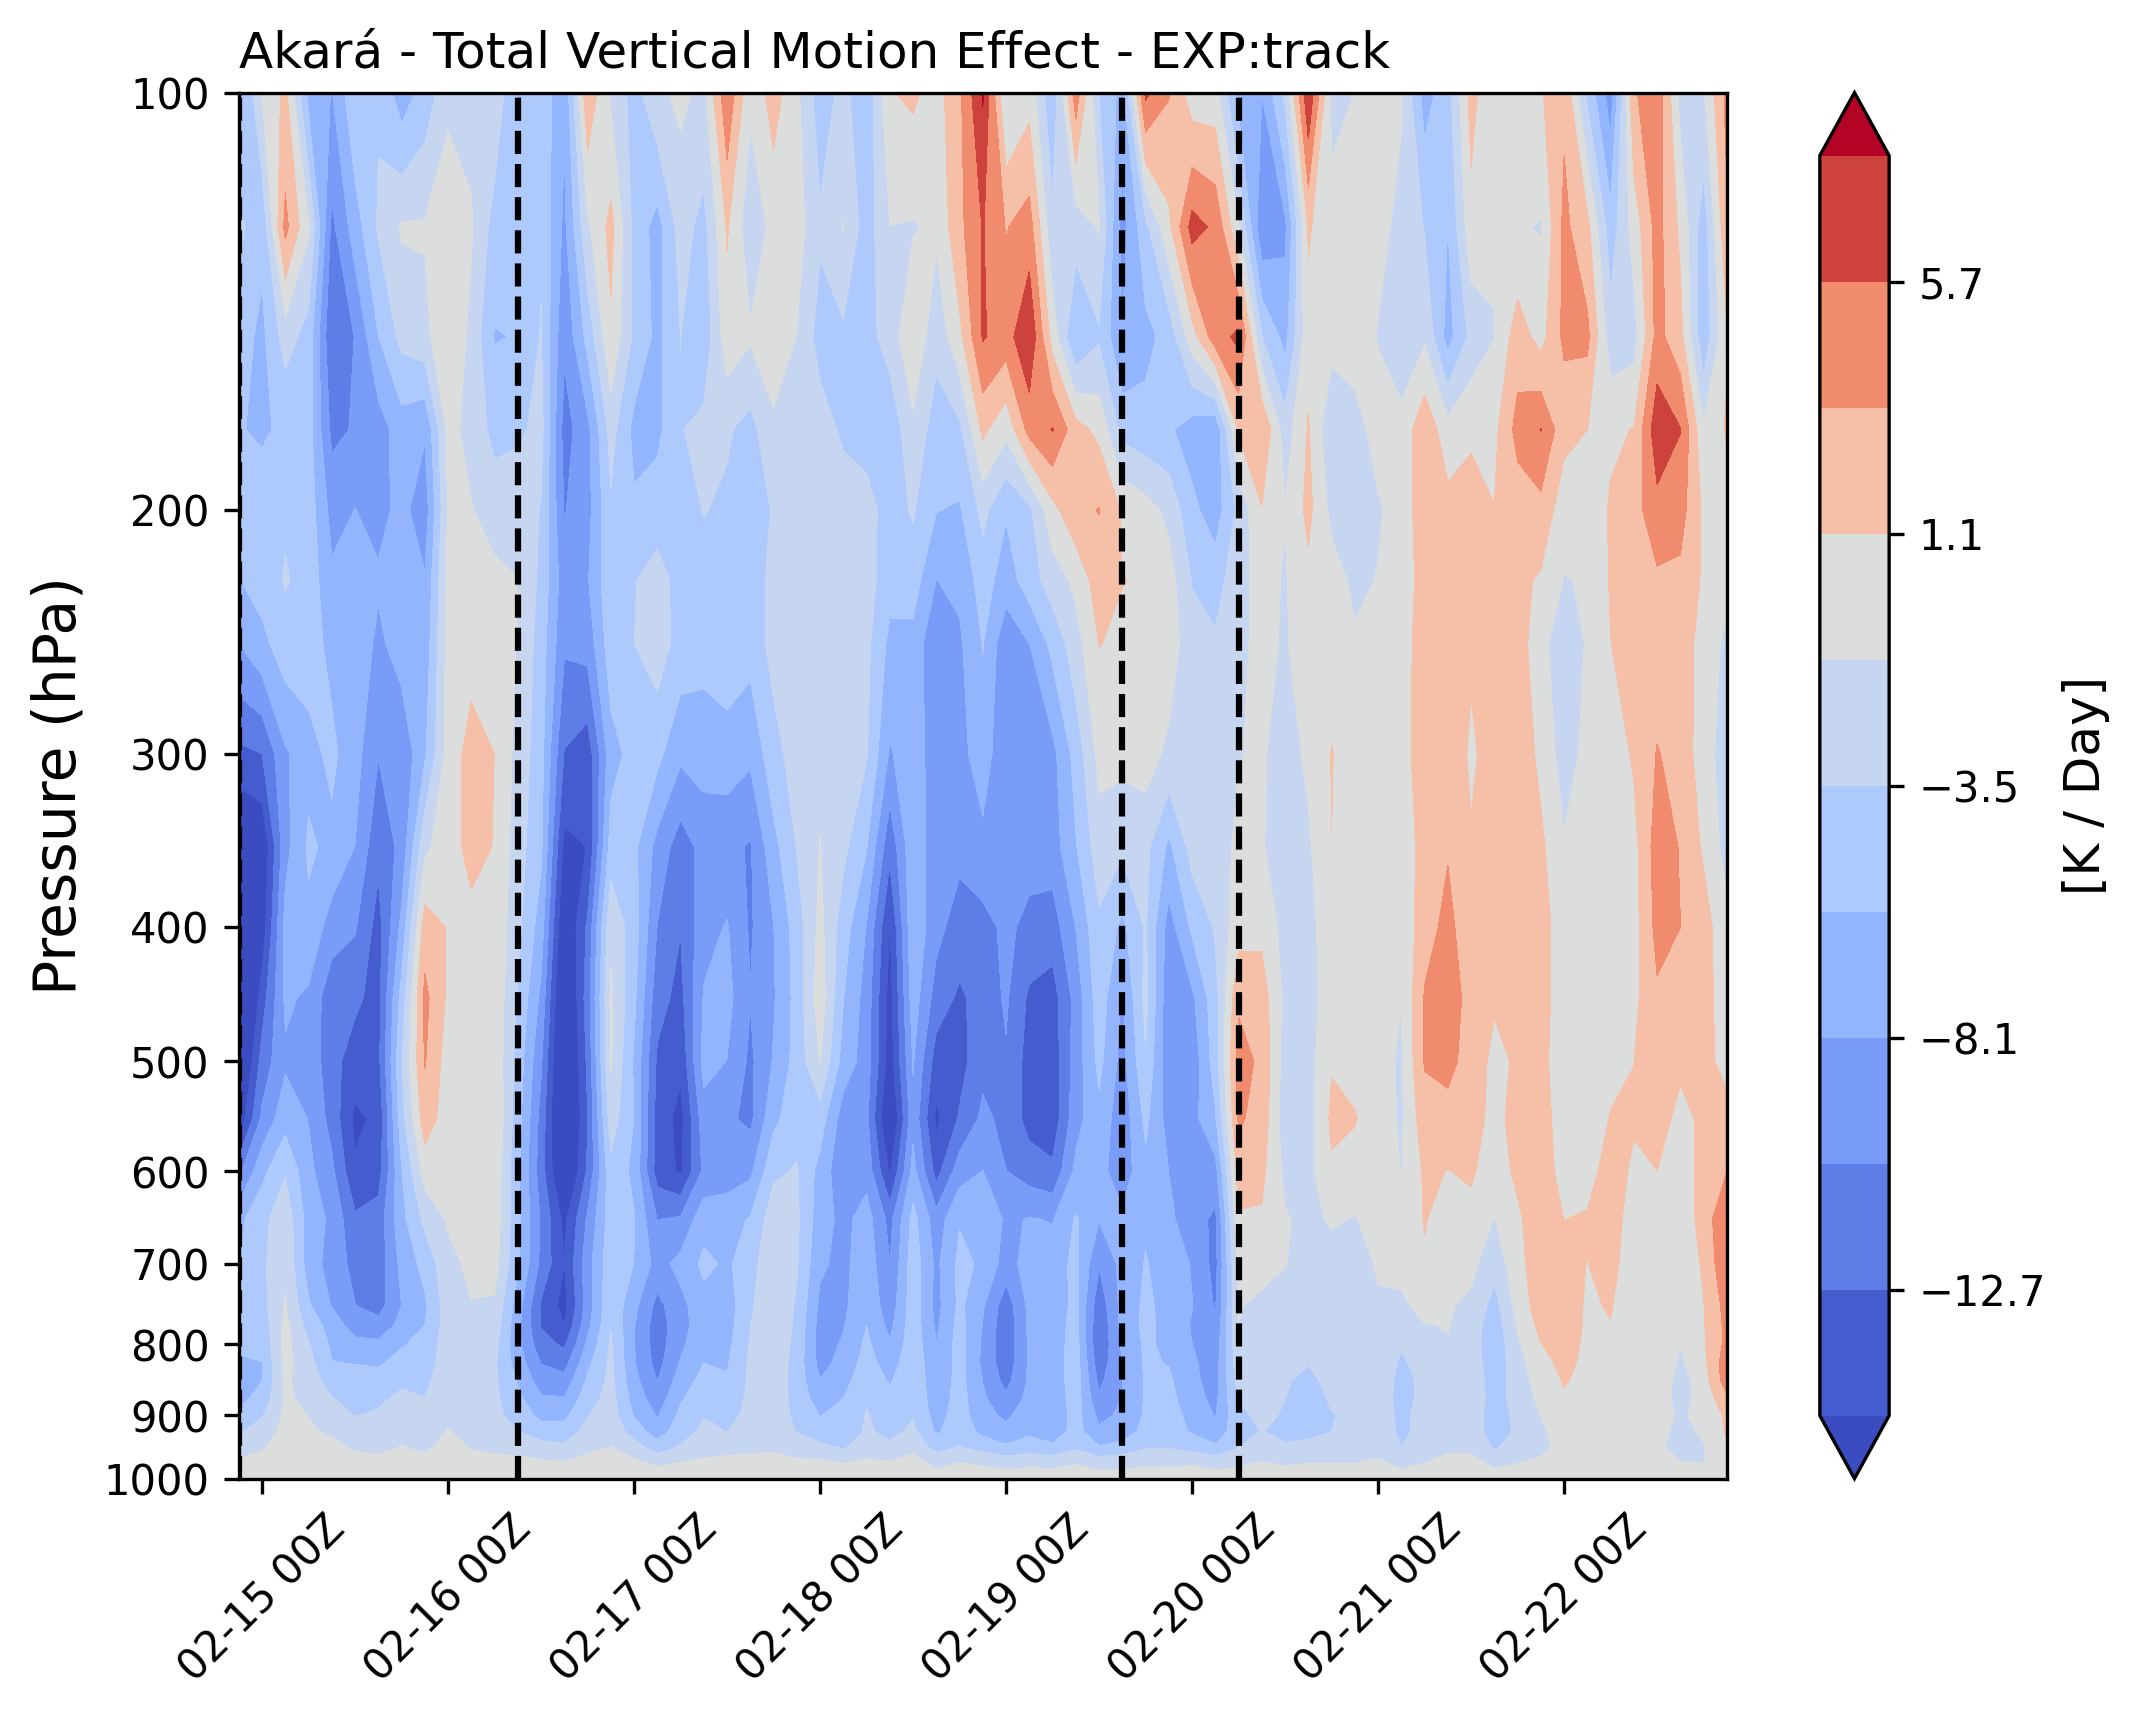 Akará - Total Vertical Motion Effect - EXP:track
100
200
300
400
500
600
700
800
900
1000
Pressure (hPa)
02-15 00Z
02-16 00Z
02-17 00Z
02-18 00Z
02-19 00Z
02-20 00Z
02-21 00Z
02-22 00Z
5.7
1.1
−3.5
−8.1
−12.7
[K / Day]